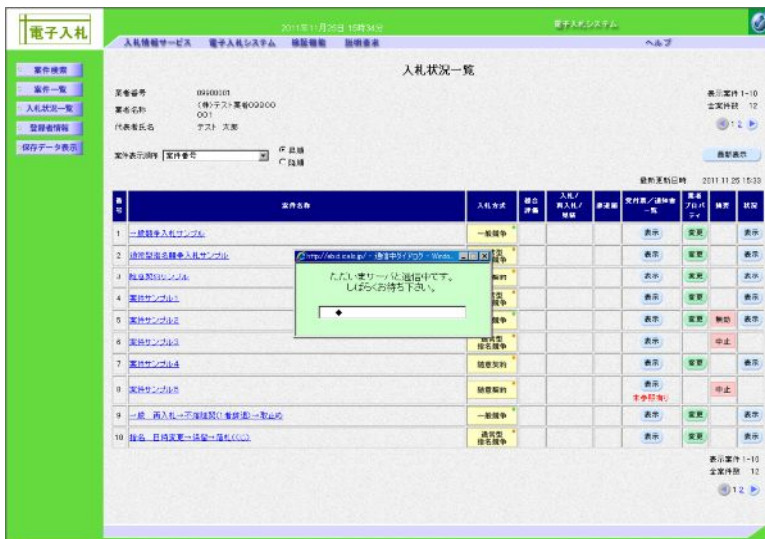 電子入札
2011年11月25日 15時34分
電子入札システム
入札情報サービス 電子入札システム 検証機能 説明要求
ヘルプ
案件検索
案件一覧
入札状況一覧
登録者情報
保存データ表示
入札状況一覧
業者番号 09900001
業者名称 (株)テスト業者09900
001
代表者氏名 テスト 太郎
表示案件 1-10
全案件数 12
1 2
案件表示順序 案件番号
昇順
降順
最新表示
最新更新日時 2011.11.25 15:33
番号 案件名称 入札方式 総合評価 入札/再入札/見積 受付票/通知書一覧 業者プロパティ 摘要 状況
1 一般競争入札サンプル 一般競争 表示 変更 表示
2 通常型指名競争入札サンプル 表示 変更 表示
3 随意契約サンプル 表示 変更 表示
4 案件サンプル1 表示 変更 表示
5 案件サンプル2 表示 変更 無効 表示
6 案件サンプル3 通常型指名競争 表示 中止
7 案件サンプル4 随意契約 表示 変更 表示
8 案件サンプル5 随意契約 表示 中止
未参照有り
9 一般 再入札→不落随契(1者抽選)→取止め 一般競争 表示 変更 表示
10 指名 日時変更→保留→落札(くじ) 通常型指名競争 表示 変更 表示
ただいまサーバと通信中です。
しばらくお待ち下さい。
表示案件 1-10
全案件数 12
1 2